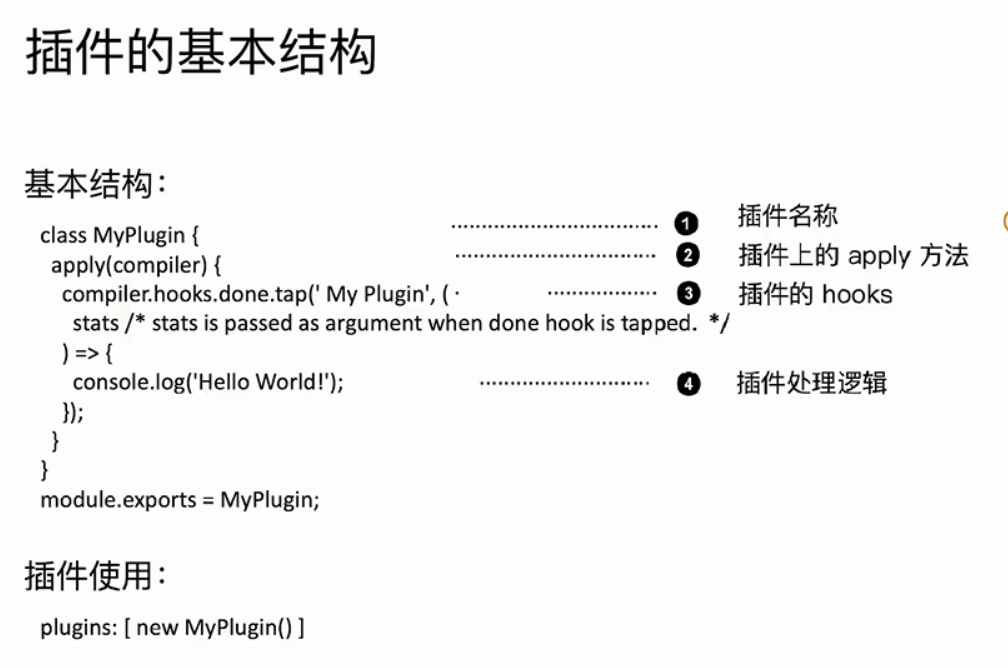 插件的基本结构
基本结构：
class MyPlugin {
❶ 插件名称
apply(compiler) {
❷ 插件上的 apply 方法
compiler.hooks.done.tap(' My Plugin', (
❸ 插件的 hooks
stats /* stats is passed as argument when done hook is tapped.  */
) => {
console.log('Hello World!');
❹ 插件处理逻辑
});
}
}
module.exports = MyPlugin;
插件使用：
plugins: [ new MyPlugin() ]